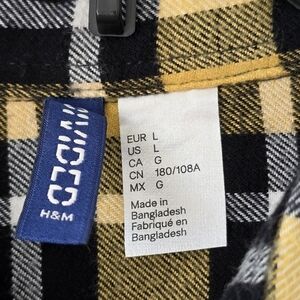 DIVIDED
H&M
EUR L
US L
CA G
CN 180/108A
MX G
Made in
Bangladesh
Fabriqué en
Bangladesh